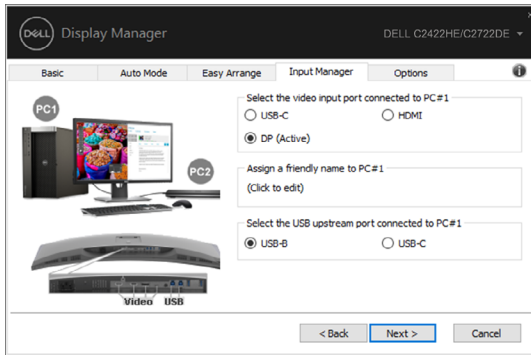 DELL Display Manager
DELL C2422HE/C2722DE
Basic
Auto Mode
Easy Arrange
Input Manager
Options
PC1
PC2
Video USB
Select the video input port connected to PC#1
USB-C
HDMI
DP (Active)
Assign a friendly name to PC#1
(Click to edit)
Select the USB upstream port connected to PC#1
USB-B
USB-C
< Back
Next >
Cancel